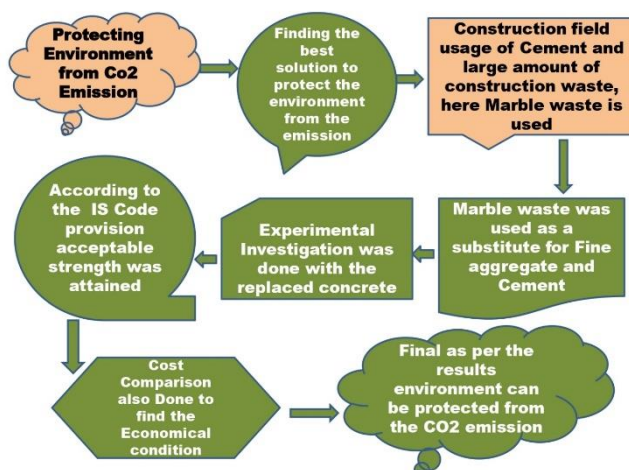 Protecting
Environment
from Co2
Emission
Finding the
best
solution to
protect the
environment
from the
emission
Construction field
usage of Cement and
large amount of
construction waste,
here Marble waste is
used
Marble waste was
used as a
substitute for Fine
aggregate and
Cement
Experimental
Investigation was
done with the
replaced concrete
According to
the IS Code
provision
acceptable
strength was
attained
Cost
Comparison
also Done to
find the
Economical
condition
Final as per the
results
environment can
be protected from
the CO2 emission